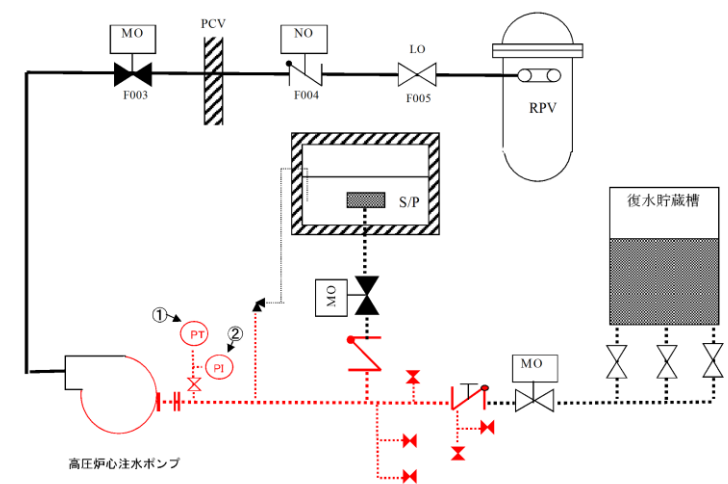 PCV
MO
NO
LO
F003
F004
F005
RPV
S/P
復水貯蔵槽
MO
①
PT
②
PI
MO
高圧炉心注水ポンプ